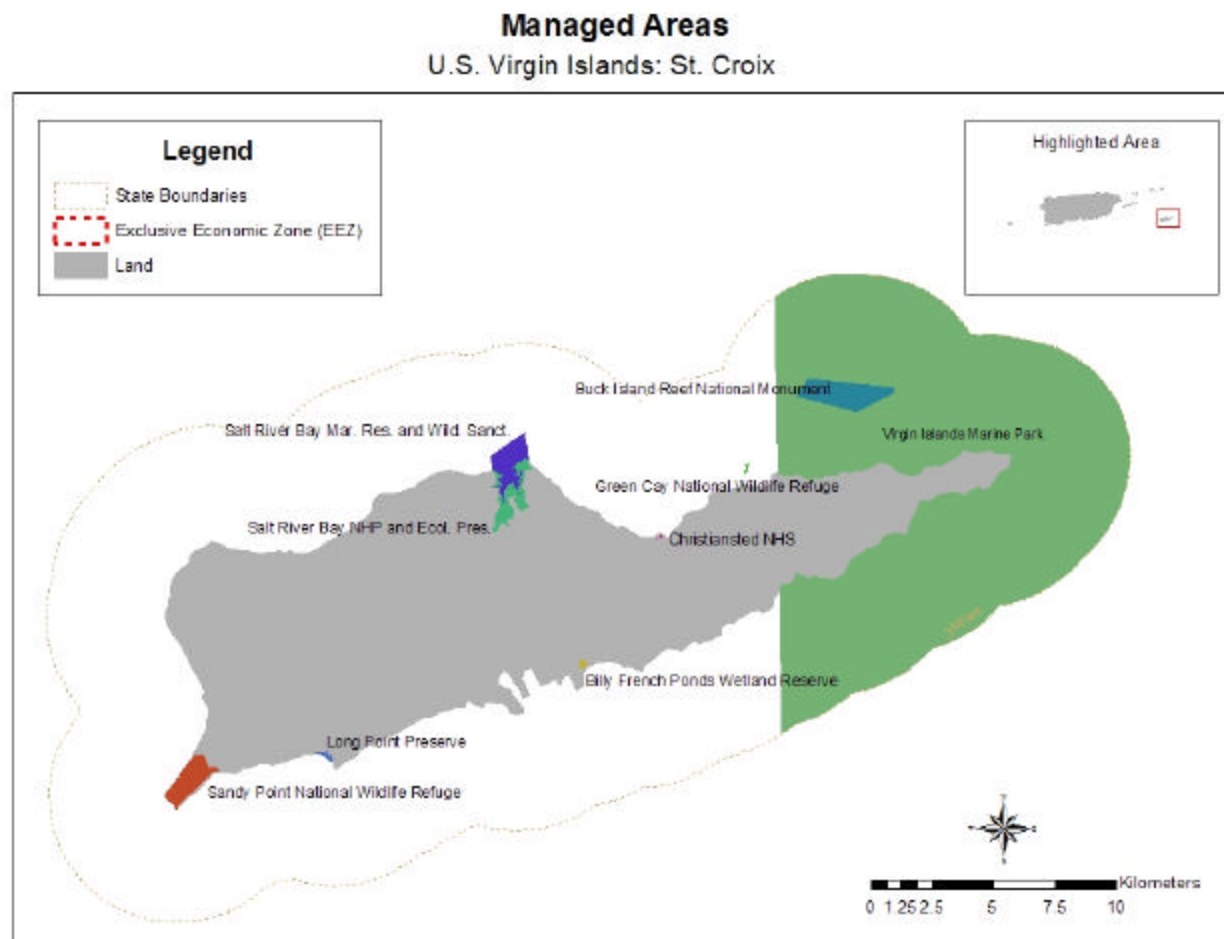 Managed Areas
U.S. Virgin Islands: St. Croix
Legend
State Boundaries
Exclusive Economic Zone (EEZ)
Land
Highlighted Area
Buck Island Reef National Monument
Salt River Bay Mar. Res. and Wild. Sanct.
Virgin Islands Marine Park
Green Cay National Wildlife Refuge
Salt River Bay NHP and Ecol. Pres.
Christiansted NHS
Billy French Ponds Wetland Reserve
Long Point Preserve
Sandy Point National Wildlife Refuge
Kilometers
0 1.25 2.5 5 7.5 10